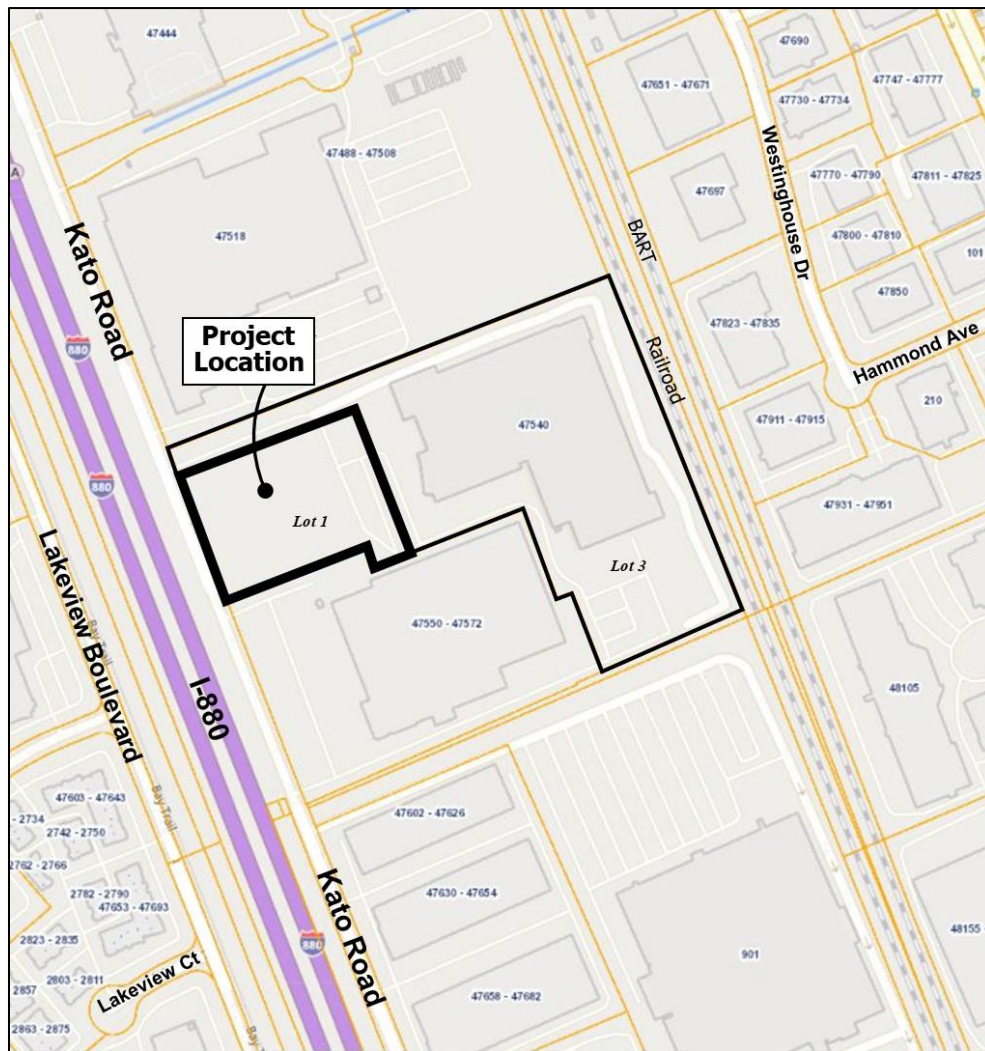 47444
47690
47747 - 47777
47651 - 47671
47730 - 47734
A
47488 - 47508
Westinghouse Dr
47697
47770 - 47790
47811 - 47825
47518
Kato Road
BART
47800 - 47810
101
47850
880
Project
Location
47823 - 47835
Railroad
Hammond Ave
210
47540
47911 - 47915
880
Lot 1
47931 - 47951
Lakeview Boulevard
Lot 3
47550 - 47572
Bay Trail
48105
I-880
47603 - 47643
Bay Trail
- 2734
2742 - 2750
47602 - 47626
2762 - 2766
2782 - 2790
47653 - 47693
47630 - 47654
Kato Road
2823 - 2835
880
901
48155 -
2803 - 2811
Lakeview Ct
2857
47658 - 47682
2863 - 2875
Bay Trail